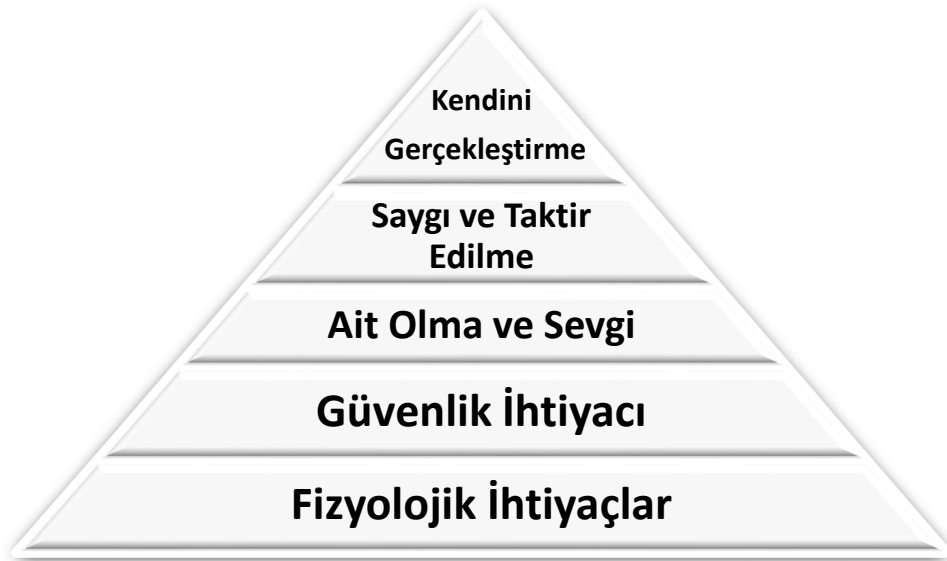 Kendini
Gerçekleştirme
Saygı ve Taktir
Edilme
Ait Olma ve Sevgi
Güvenlik İhtiyacı
Fizyolojik İhtiyaçlar